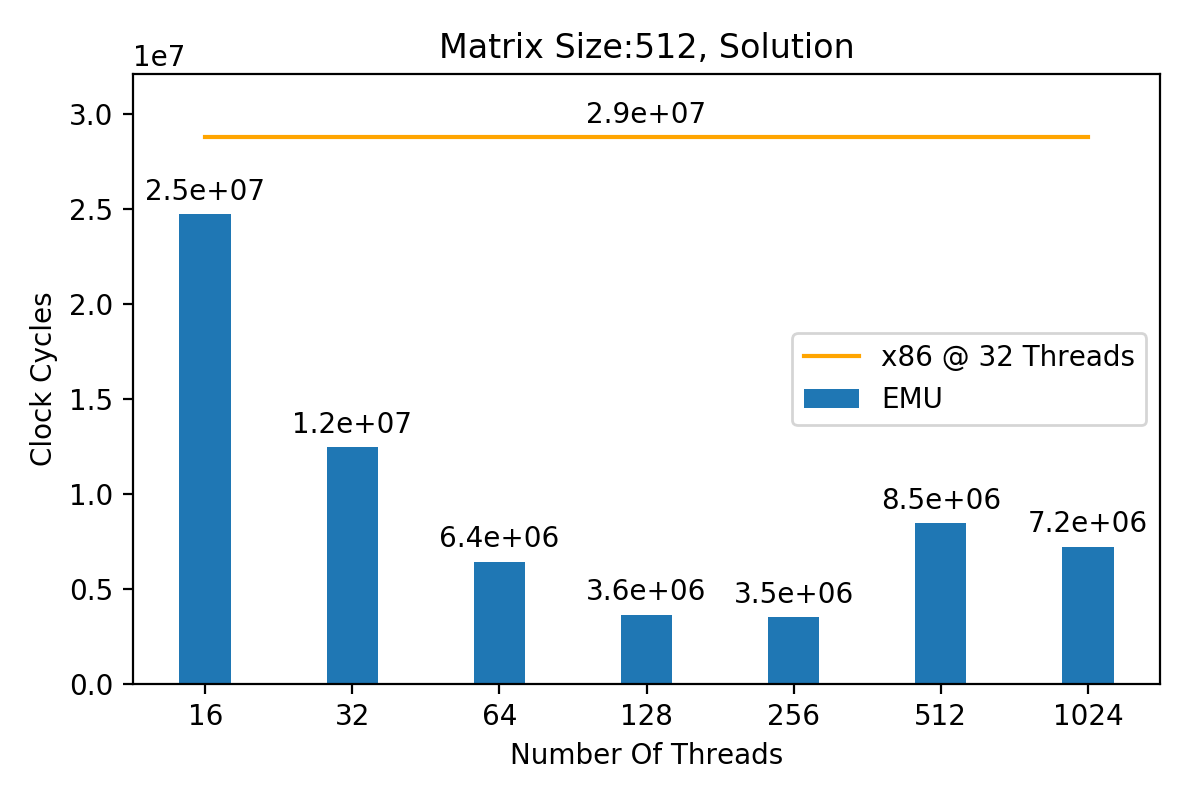 Matrix Size:512, Solution
1e7
3.0
2.5
2.0
1.5
1.0
0.5
0.0
Clock Cycles
2.9e+07
2.5e+07
1.2e+07
6.4e+06
3.6e+06
3.5e+06
8.5e+06
7.2e+06
x86 @ 32 Threads
EMU
16 32 64 128 256 512 1024
Number Of Threads